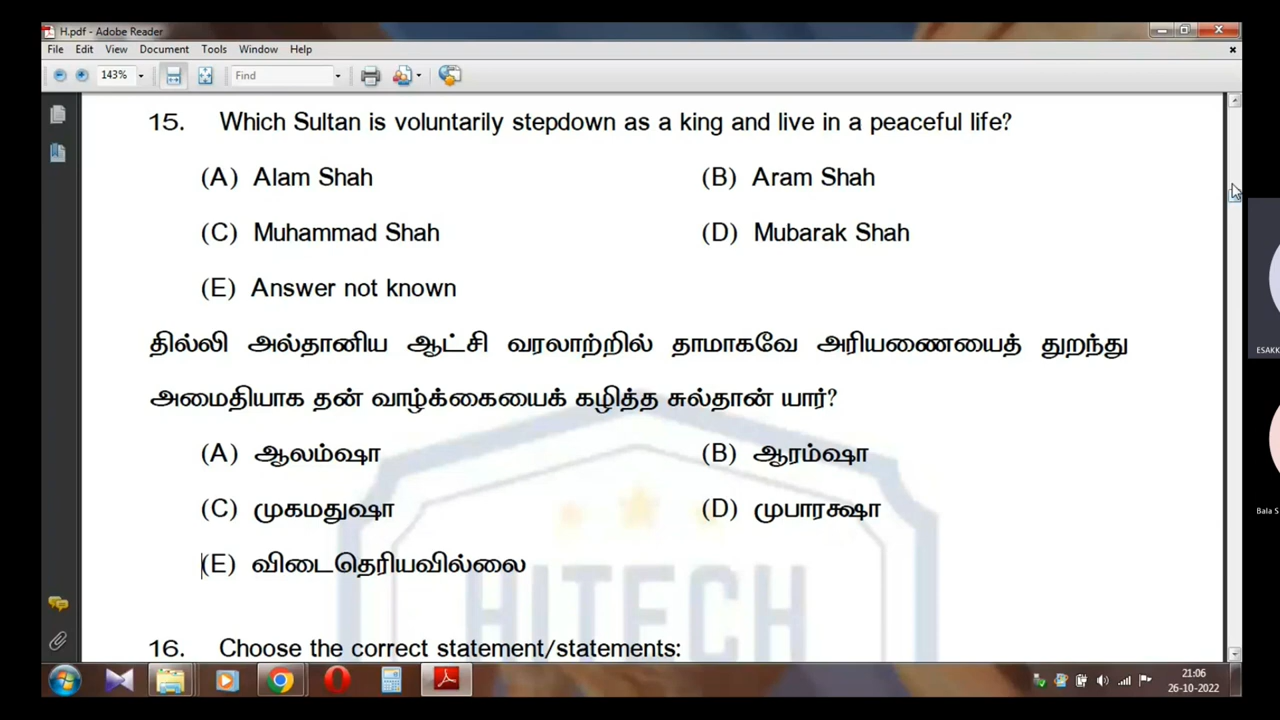 H.pdf - Adobe Reader
File Edit View Document Tools Window Help
143% Find
15. Which Sultan is voluntarily stepdown as a king and live in a peaceful life?
(A) Alam Shah (B) Aram Shah
(C) Muhammad Shah (D) Mubarak Shah
(E) Answer not known
தில்லி அல்தானிய ஆட்சி வரலாற்றில் தாமாகவே அரியணையைத் துறந்து
அமைதியாக தன் வாழ்க்கையைக் கழித்த சுல்தான் யார்?
(A) ஆலம்ஷா (B) ஆரம்ஷா
(C) முகமதுஷா (D) முபாரக்ஷா
(E) விடைதெரியவில்லை
HITECH
16. Choose the correct statement/statements:
ESAKK
Bala S
21:06
26-10-2022